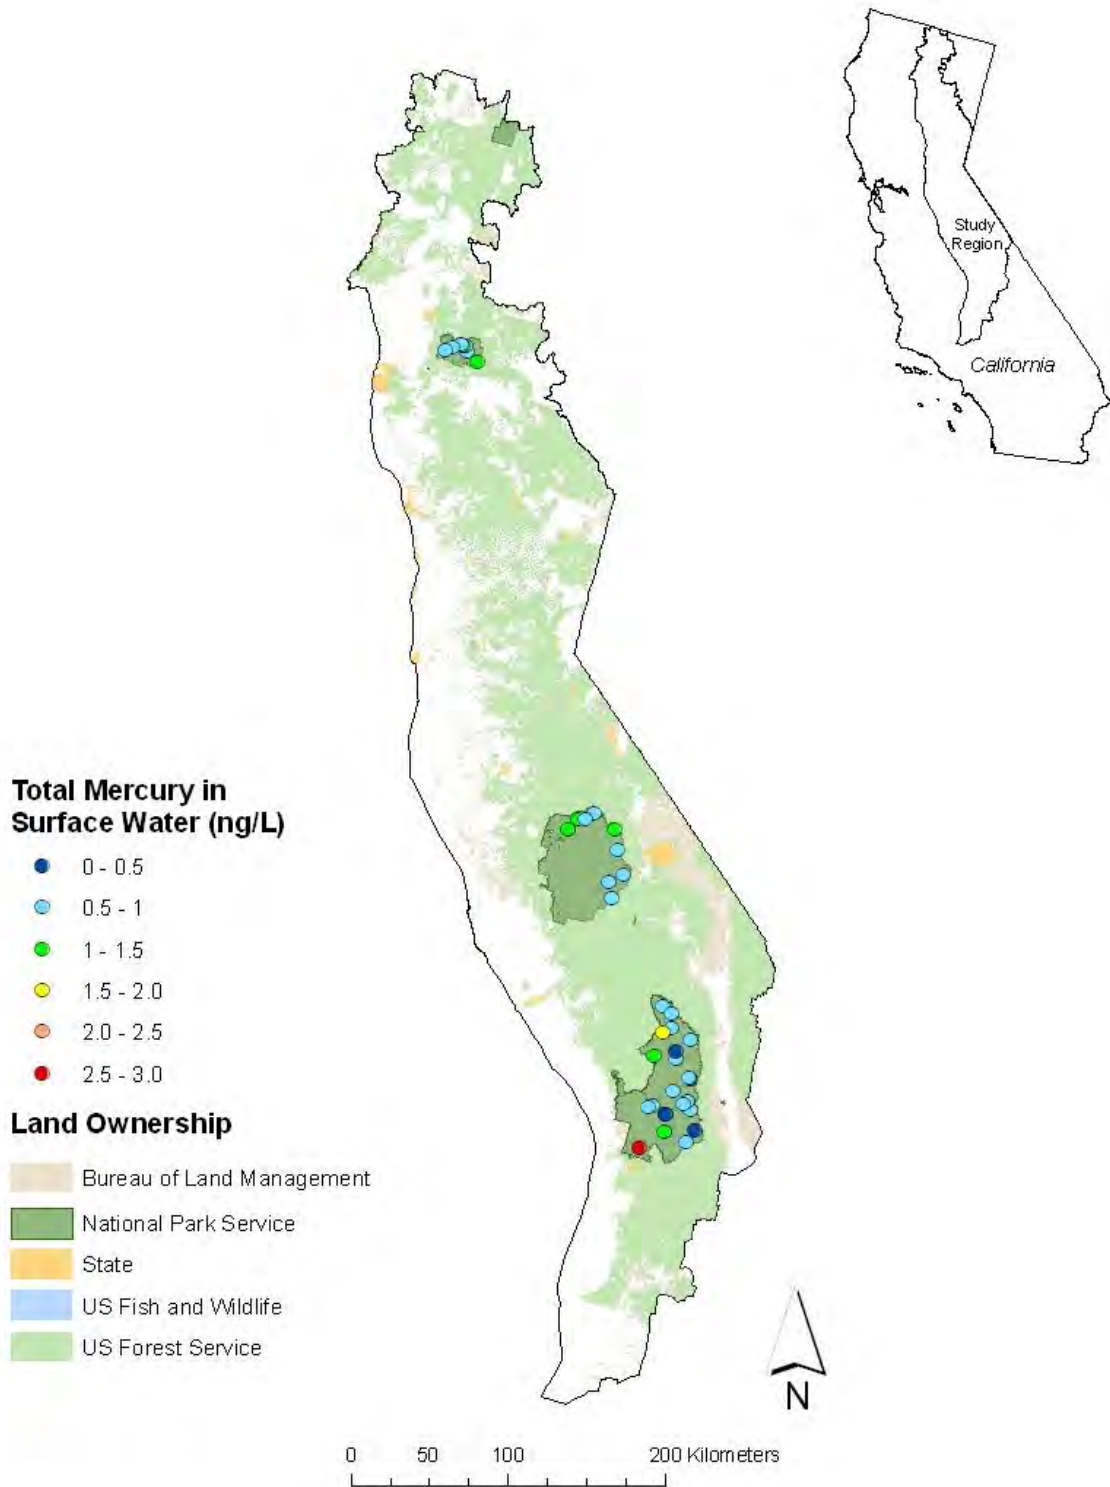 Study
Region
California
Total Mercury in
Surface Water (ng/L)
0 - 0.5
0.5 - 1
1 - 1.5
1.5 - 2.0
2.0 - 2.5
2.5 - 3.0
Land Ownership
Bureau of Land Management
National Park Service
State
US Fish and Wildlife
US Forest Service
N
0 50 100 200 Kilometers